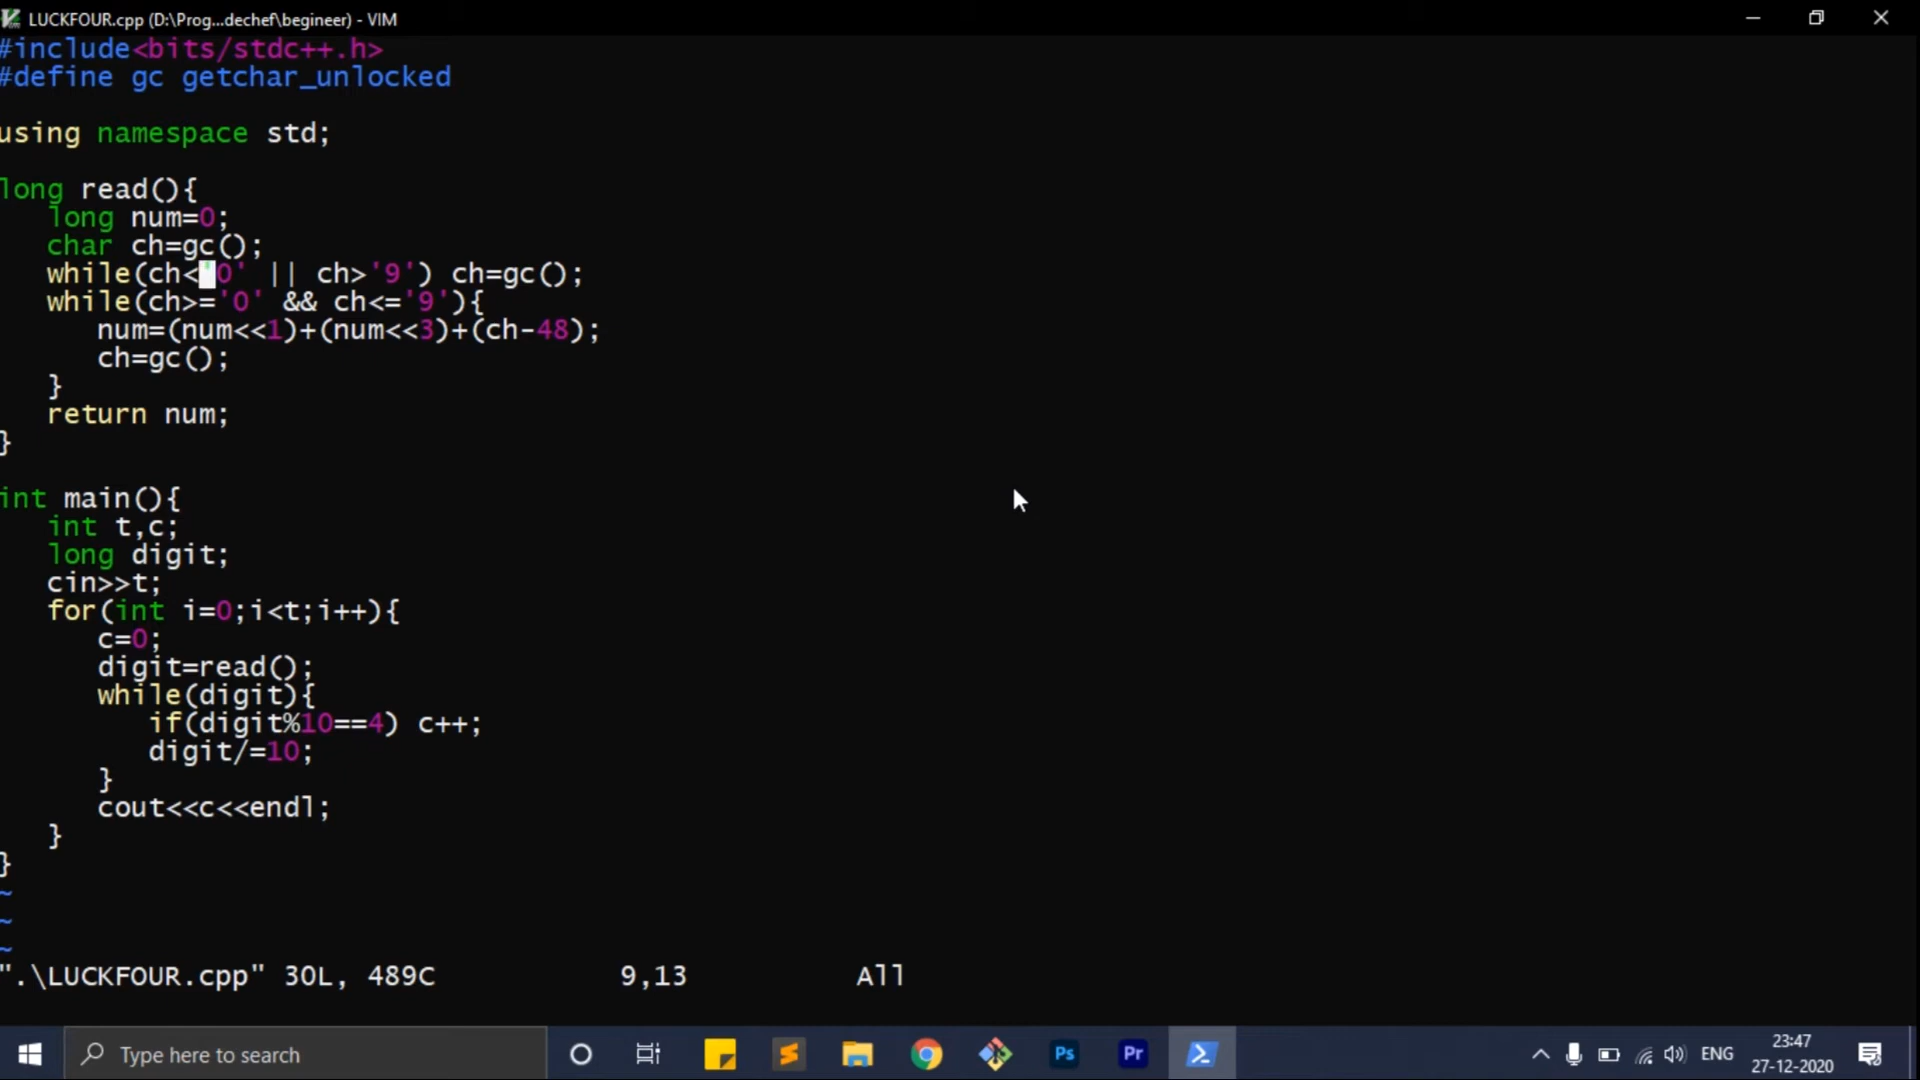 LUCKFOUR.cpp (D:\Prog...dechef\begineer) - VIM
#include<bits/stdc++.h>
#define gc getchar_unlocked
using namespace std;
long read(){
long num=0;
char ch=gc();
while(ch<'0' || ch>'9') ch=gc();
while(ch>='0' && ch<='9'){
num=(num<<1)+(num<<3)+(ch-48);
ch=gc();
}
return num;
}
int main(){
int t,c;
long digit;
cin>>t;
for(int i=0;i<t;i++){
c=0;
digit=read();
while(digit){
if(digit%10==4) c++;
digit/=10;
}
cout<<c<<endl;
}
}
~
~
~
".\LUCKFOUR.cpp" 30L, 489C 9,13 All
Type here to search Ps Pr ENG 23:47
27-12-2020